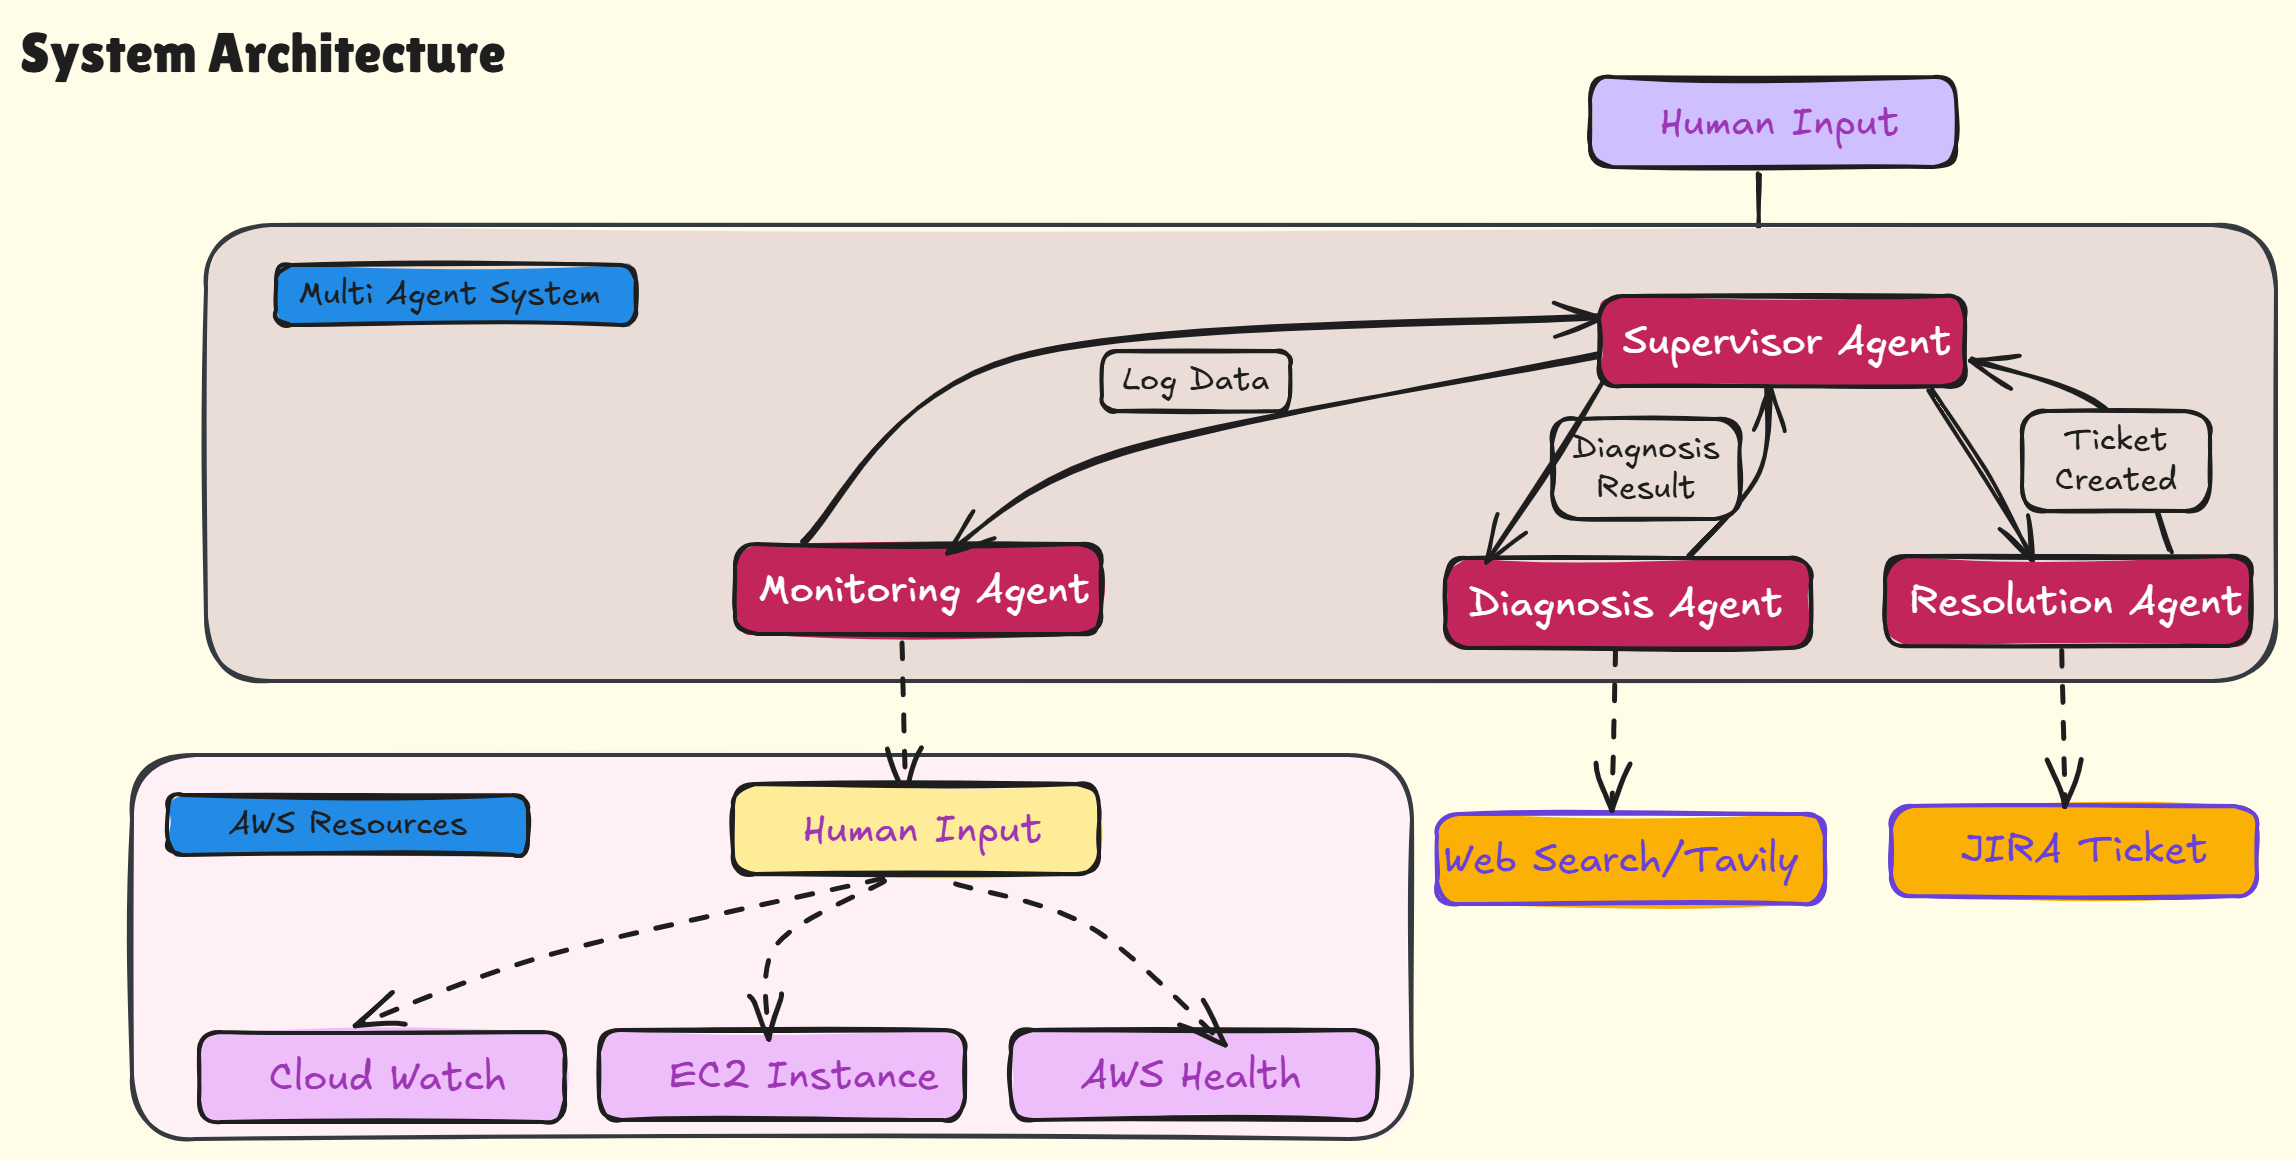 System Architecture
Human Input
Multi Agent System
Supervisor Agent
Log Data
Diagnosis
Result
Ticket
Created
Monitoring Agent
Diagnosis Agent
Resolution Agent
AWS Resources
Human Input
Web Search/Tavily
JIRA Ticket
Cloud Watch
EC2 Instance
AWS Health